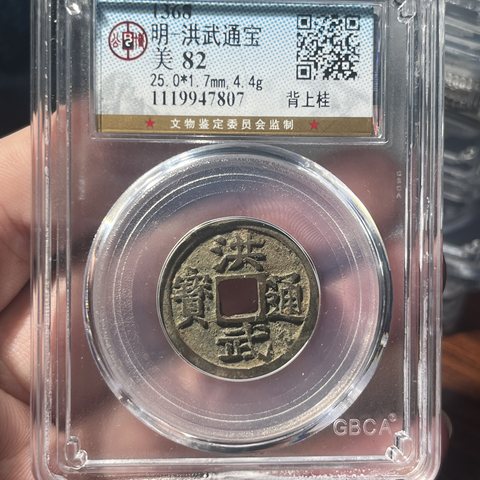 1368
明-洪武通宝
美 82
25.0*1.7mm,4.4g
1119947807
背上桂
★ 文物鉴定委员会监制 ★
洪武通寶
GBCA